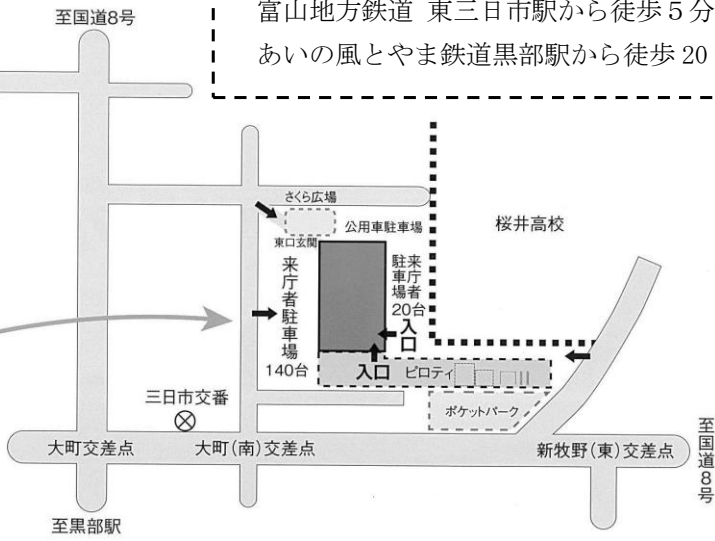 富山地方鉄道 東三日市駅から徒歩５分
あいの風とやま鉄道黒部駅から徒歩 20
至国道8号
さくら広場
公用車駐車場
東口玄関
桜井高校
来庁者駐車場
140台
来庁者
駐車場
20台
入口
入口
ピロティ
ポケットパーク
三日市交番
大町交差点
大町(南)交差点
新牧野(東)交差点
至国道8号
至黒部駅